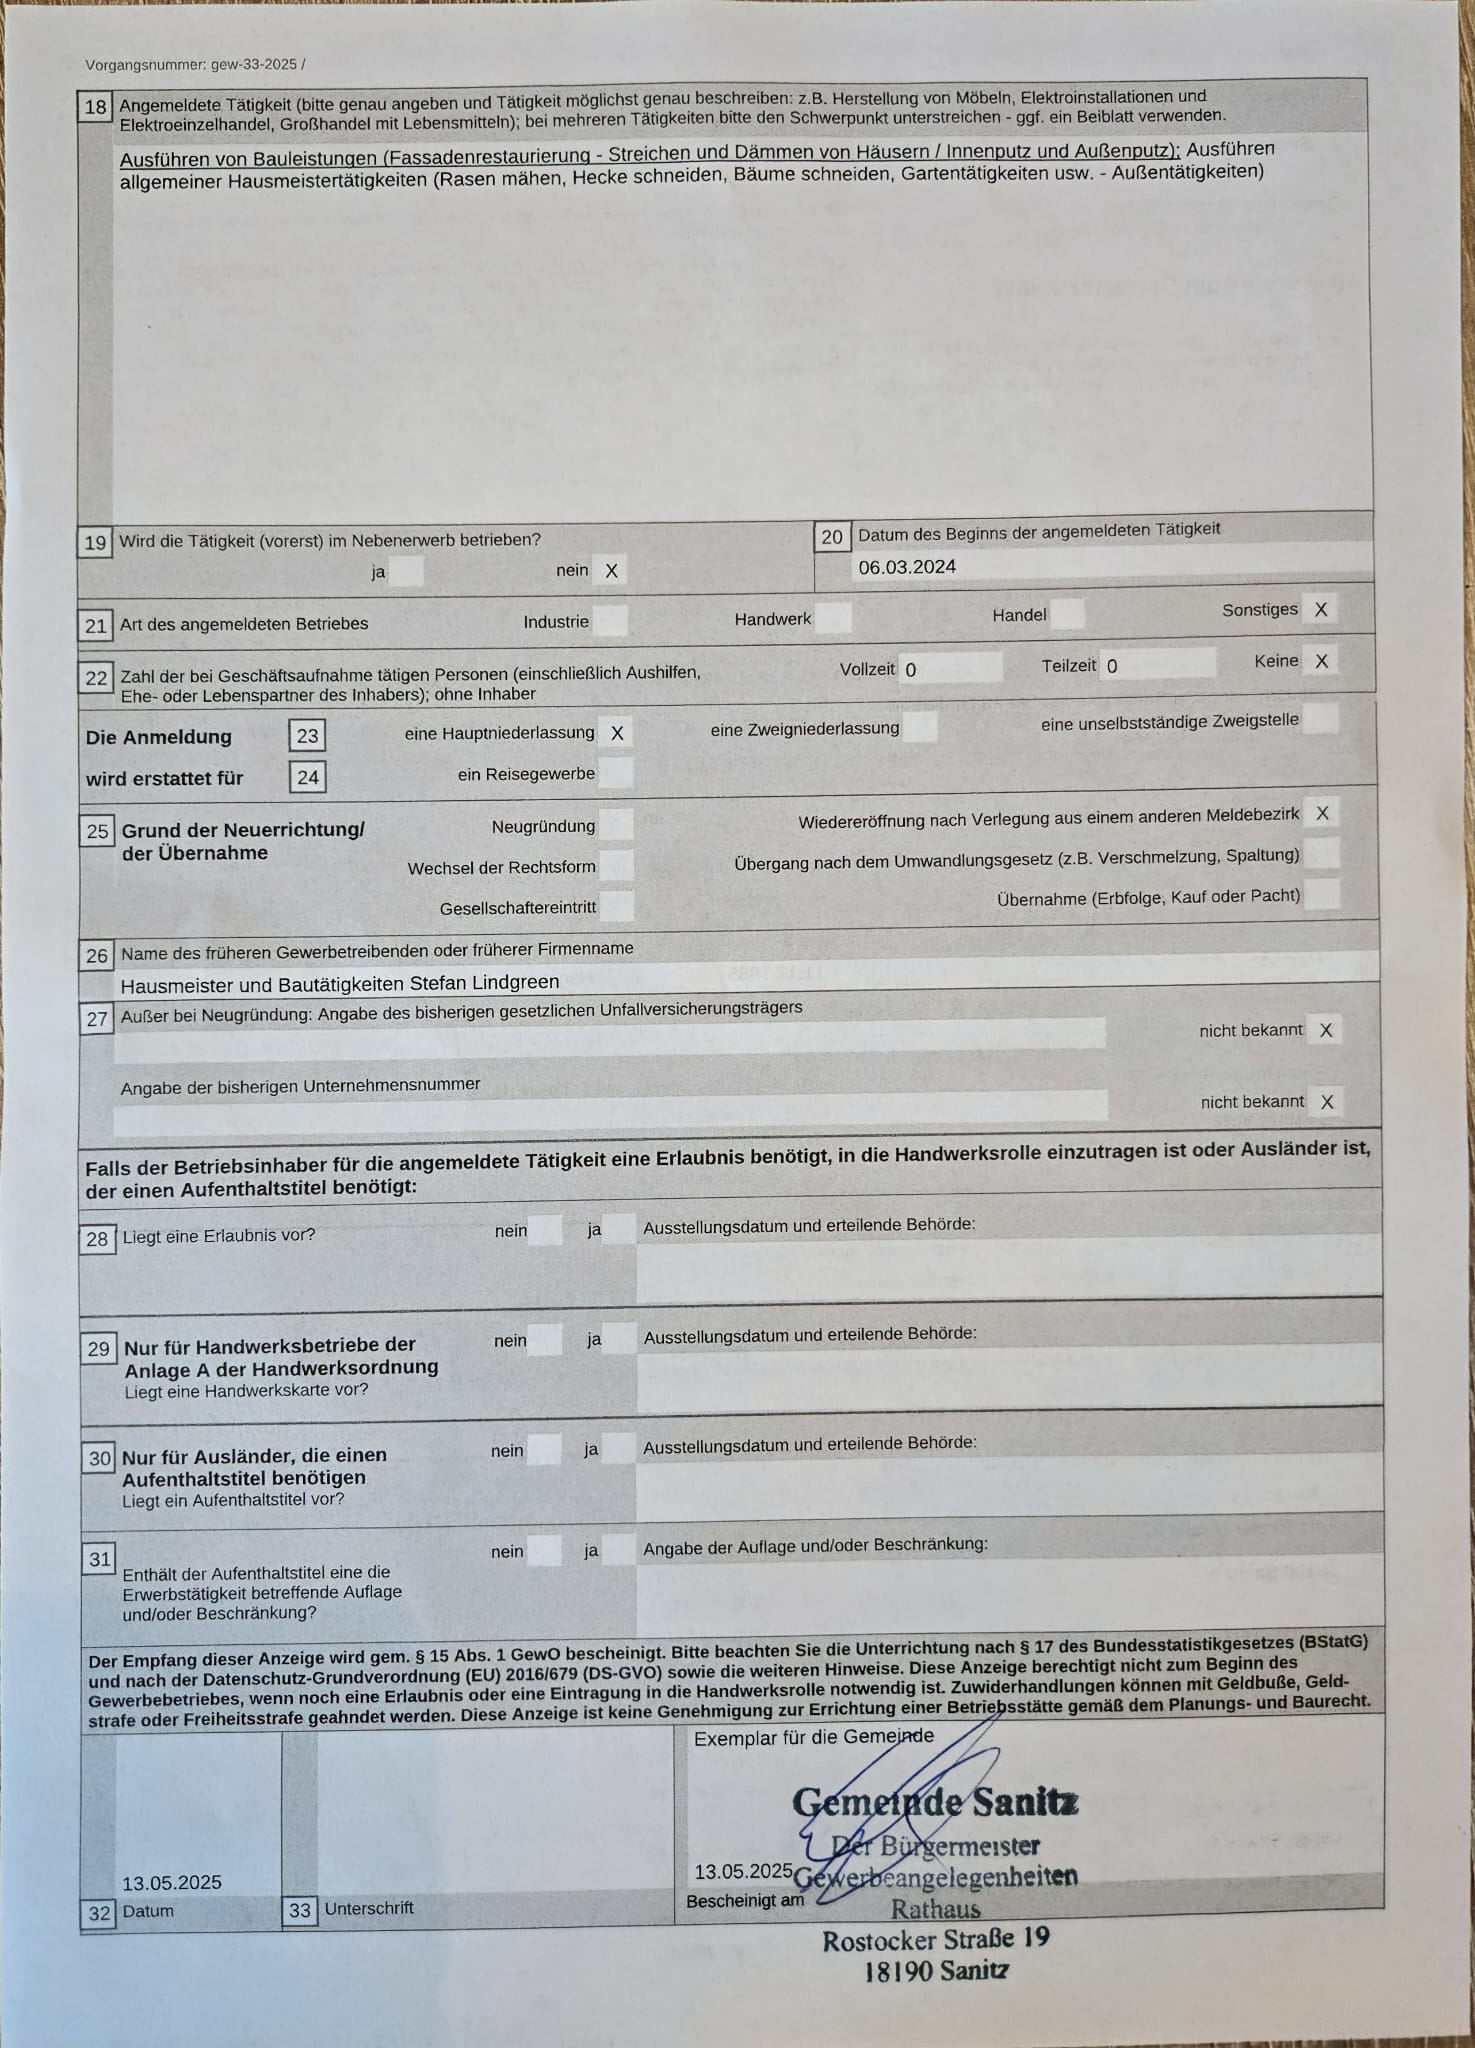 Vorgangsnummer: gew-33-2025 /
18 Angemeldete Tätigkeit (bitte genau angeben und Tätigkeit möglichst genau beschreiben: z.B. Herstellung von Möbeln, Elektroinstallationen und
Elektroeinzelhandel, Großhandel mit Lebensmitteln); bei mehreren Tätigkeiten bitte den Schwerpunkt unterstreichen - ggf. ein Beiblatt verwenden.
Ausführen von Bauleistungen (Fassadenrestaurierung - Streichen und Dämmen von Häusern / Innenputz und Außenputz); Ausführen
allgemeiner Hausmeistertätigkeiten (Rasen mähen, Hecke schneiden, Bäume schneiden, Gartentätigkeiten usw. - Außentätigkeiten)
19 Wird die Tätigkeit (vorerst) im Nebenerwerb betrieben?
ja nein X
20 Datum des Beginns der angemeldeten Tätigkeit
06.03.2024
21 Art des angemeldeten Betriebes Industrie Handwerk Handel Sonstiges X
22 Zahl der bei Geschäftsaufnahme tätigen Personen (einschließlich Aushilfen, Vollzeit 0 Teilzeit 0 Keine X
Ehe- oder Lebenspartner des Inhabers); ohne Inhaber
Die Anmeldung 23 eine Hauptniederlassung X eine Zweigniederlassung eine unselbstständige Zweigstelle
wird erstattet für 24 ein Reisegewerbe
25 Grund der Neuerrichtung/ Neugründung Wiedereröffnung nach Verlegung aus einem anderen Meldebezirk X
der Übernahme
Wechsel der Rechtsform Übergang nach dem Umwandlungsgesetz (z.B. Verschmelzung, Spaltung)
Gesellschaftereintritt Übernahme (Erbfolge, Kauf oder Pacht)
26 Name des früheren Gewerbetreibenden oder früherer Firmenname
Hausmeister und Bautätigkeiten Stefan Lindgreen
27 Außer bei Neugründung: Angabe des bisherigen gesetzlichen Unfallversicherungsträgers
nicht bekannt X
Angabe der bisherigen Unternehmensnummer
nicht bekannt X
Falls der Betriebsinhaber für die angemeldete Tätigkeit eine Erlaubnis benötigt, in die Handwerksrolle einzutragen ist oder Ausländer ist,
der einen Aufenthaltstitel benötigt:
28 Liegt eine Erlaubnis vor? nein ja Ausstellungsdatum und erteilende Behörde:
29 Nur für Handwerksbetriebe der nein ja Ausstellungsdatum und erteilende Behörde:
Anlage A der Handwerksordnung
Liegt eine Handwerkskarte vor?
30 Nur für Ausländer, die einen nein ja Ausstellungsdatum und erteilende Behörde:
Aufenthaltstitel benötigen
Liegt ein Aufenthaltstitel vor?
31 nein ja Angabe der Auflage und/oder Beschränkung:
Enthält der Aufenthaltstitel eine die
Erwerbstätigkeit betreffende Auflage
und/oder Beschränkung?
Der Empfang dieser Anzeige wird gem. § 15 Abs. 1 GewO bescheinigt. Bitte beachten Sie die Unterrichtung nach § 17 des Bundesstatistikgesetzes (BStatG)
und nach der Datenschutz-Grundverordnung (EU) 2016/679 (DS-GVO) sowie die weiteren Hinweise. Diese Anzeige berechtigt nicht zum Beginn des
Gewerbebetriebes, wenn noch eine Erlaubnis oder eine Eintragung in die Handwerksrolle notwendig ist. Zuwiderhandlungen können mit Geldbuße, Geld-
strafe oder Freiheitsstrafe geahndet werden. Diese Anzeige ist keine Genehmigung zur Errichtung einer Betriebsstätte gemäß dem Planungs- und Baurecht.
13.05.2025
32 Datum
33 Unterschrift
Exemplar für die Gemeinde
Gemeinde Sanitz
Der Bürgermeister
13.05.2025 Gewerbeangelegenheiten
Bescheinigt am
Rathaus
Rostocker Straße 19
18190 Sanitz